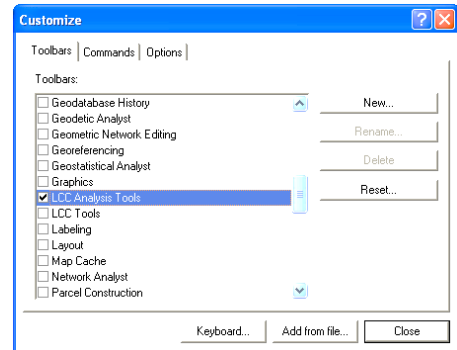 Customize
Toolbars Commands Options
Toolbars:
Geodatabase History
New...
Geodetic Analyst
Geometric Network Editing
Rename...
Georeferencing
Geostatistical Analyst
Delete
Graphics
LCC Analysis Tools
Reset...
LCC Tools
Labeling
Layout
Map Cache
Network Analyst
Parcel Construction
Keyboard... Add from file... Close